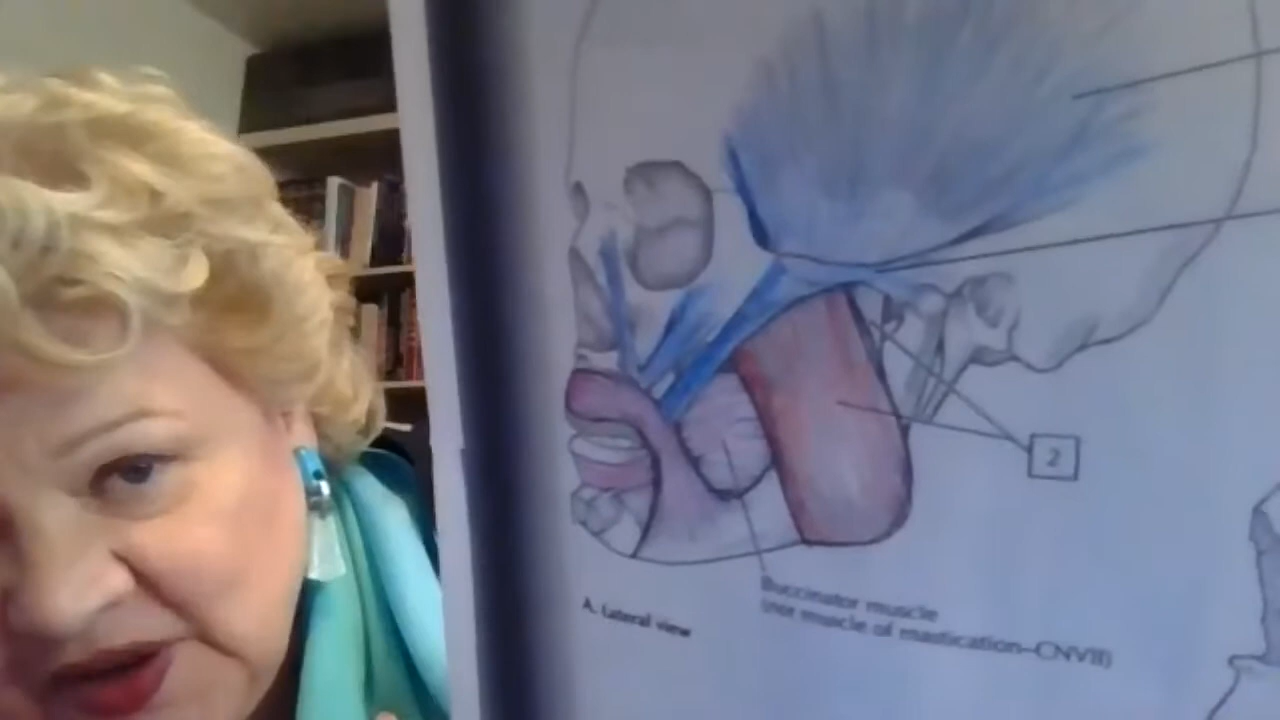 2
Buccinator muscle
(not muscle of mastication–CNVII)
A. Lateral view